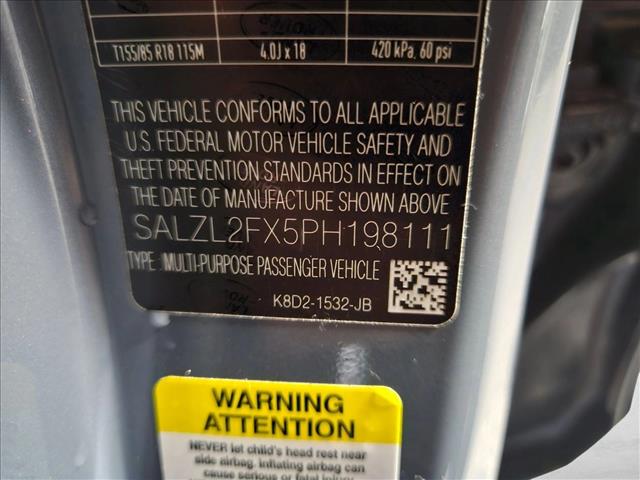 T155/85 R18 115M 4.0J x 18 420 kPa, 60 psi
THIS VEHICLE CONFORMS TO ALL APPLICABLE
U.S. FEDERAL MOTOR VEHICLE SAFETY AND
THEFT PREVENTION STANDARDS IN EFFECT ON
THE DATE OF MANUFACTURE SHOWN ABOVE
SALZL2FX5PH198111
TYPE: MULTI-PURPOSE PASSENGER VEHICLE
K8D2-1532-JB
WARNING
ATTENTION
NEVER let child's head rest near
side airbag. Inflating airbag can
cause serious or fatal injury